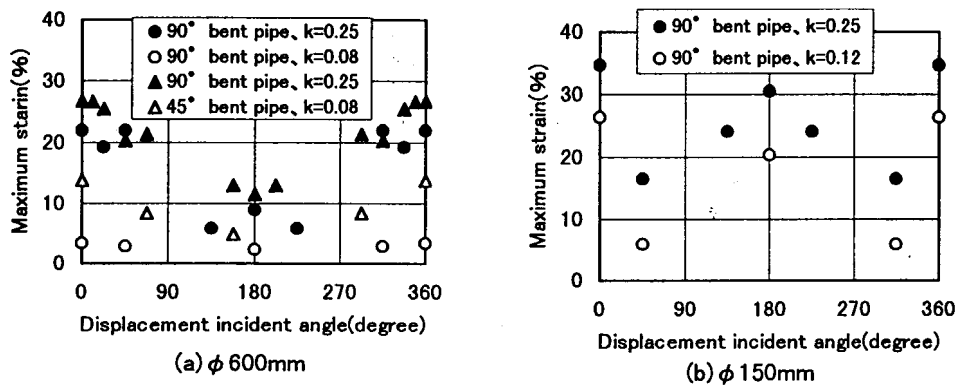 40
30
20
10
0
Maximum starin(%)
● 90° bent pipe、k=0.25
○ 90° bent pipe、k=0.08
▲ 90° bent pipe、k=0.25
△ 45° bent pipe、k=0.08
0 90 180 270 360
Displacement incident angle(degree)
(a) φ 600mm
40
30
20
10
0
Maximum strain(%)
● 90° bent pipe、k=0.25
○ 90° bent pipe、k=0.12
0 90 180 270 360
Displacement incident angle(degree)
(b) φ 150mm